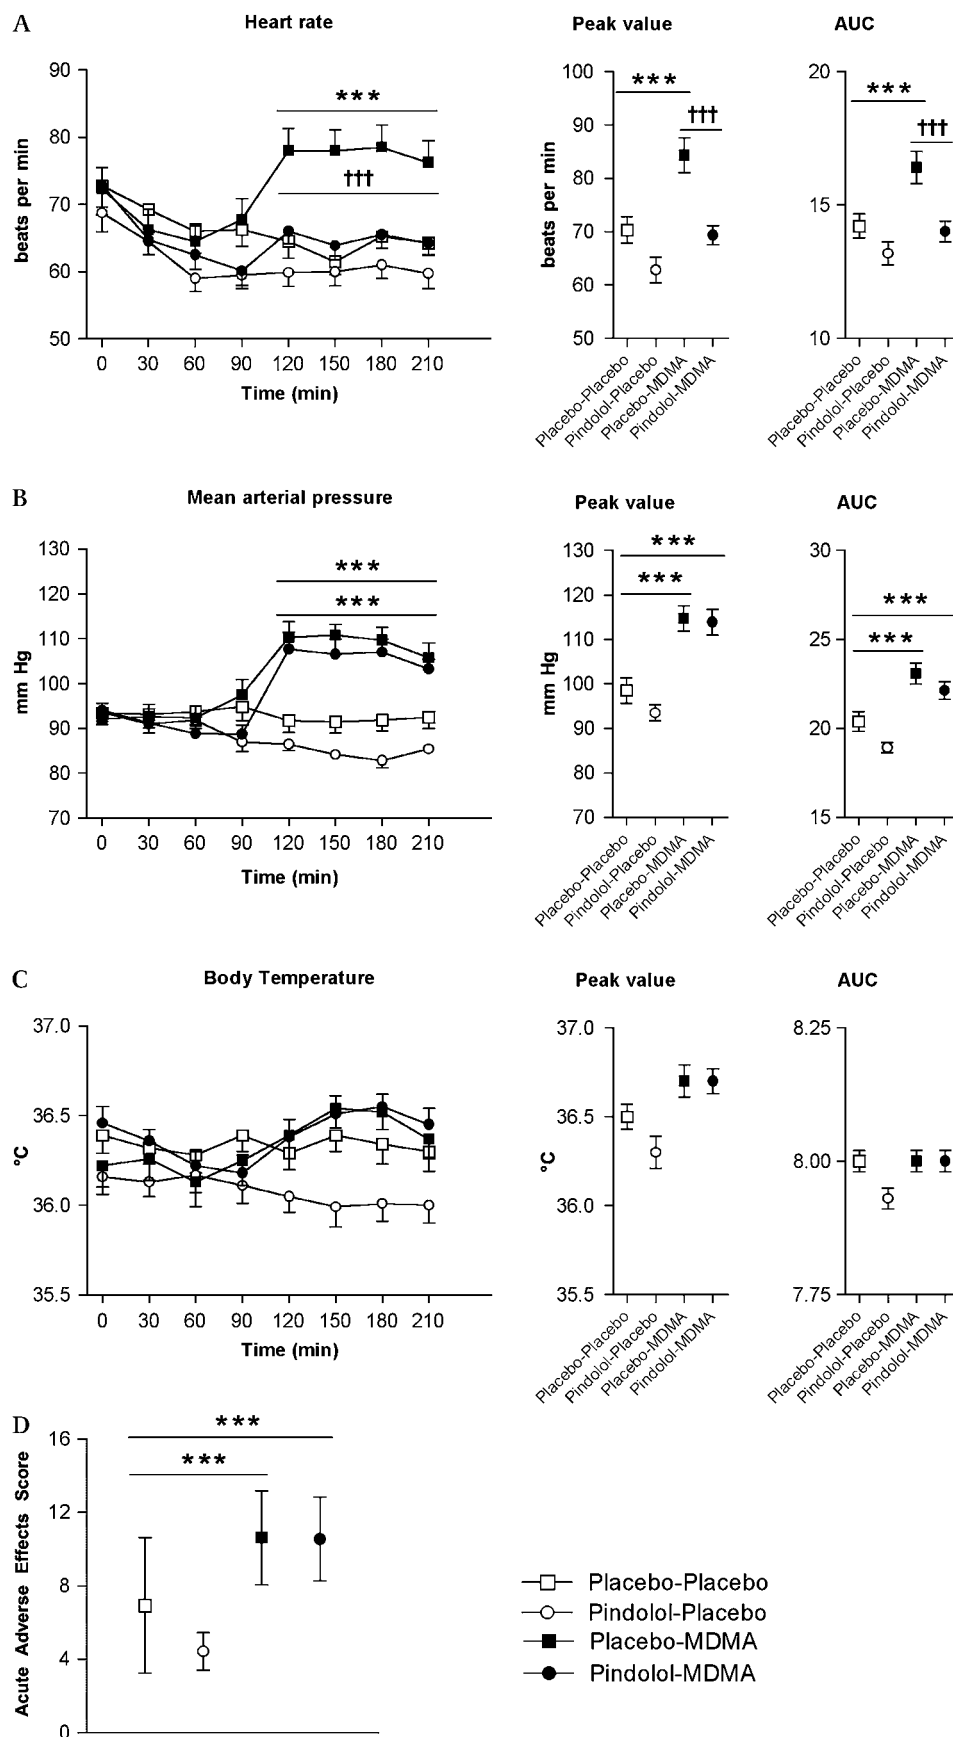 A
Heart rate
Peak value
AUC
90
80
70
60
50
beats per min
***
†††
0 30 60 90 120 150 180 210
Time (min)
100
90
80
70
60
50
beats per min
***
†††
Placebo-Placebo
Pindolol-Placebo
Placebo-MDMA
Pindolol-MDMA
20
15
10
***
†††
Placebo-Placebo
Pindolol-Placebo
Placebo-MDMA
Pindolol-MDMA
B
Mean arterial pressure
Peak value
AUC
130
120
110
100
90
80
70
mm Hg
***
***
0 30 60 90 120 150 180 210
Time (min)
130
120
110
100
90
80
70
mm Hg
***
***
Placebo-Placebo
Pindolol-Placebo
Placebo-MDMA
Pindolol-MDMA
30
25
20
15
***
***
Placebo-Placebo
Pindolol-Placebo
Placebo-MDMA
Pindolol-MDMA
C
Body Temperature
Peak value
AUC
37.0
36.5
36.0
35.5
°C
0 30 60 90 120 150 180 210
Time (min)
37.0
36.5
36.0
35.5
°C
Placebo-Placebo
Pindolol-Placebo
Placebo-MDMA
Pindolol-MDMA
8.25
8.00
7.75
Placebo-Placebo
Pindolol-Placebo
Placebo-MDMA
Pindolol-MDMA
D
16
12
8
4
0
Acute Adverse Effects Score
***
***
Placebo-Placebo
Pindolol-Placebo
Placebo-MDMA
Pindolol-MDMA